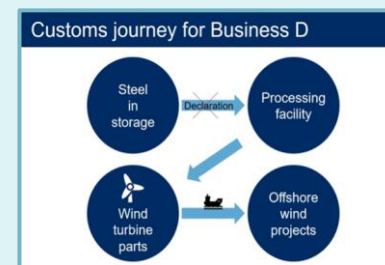 Customs journey for Business D
Steel
in
storage
Declaration
Processing
facility
Wind
turbine
parts
Offshore
wind
projects